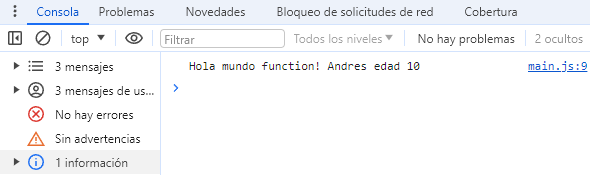 Consola Problemas Novedades Bloqueo de solicitudes de red Cobertura
top Filtrar Todos los niveles No hay problemas 2 ocultos
3 mensajes
3 mensajes de us...
No hay errores
Sin advertencias
1 información
Hola mundo function! Andres edad 10 main.js:9